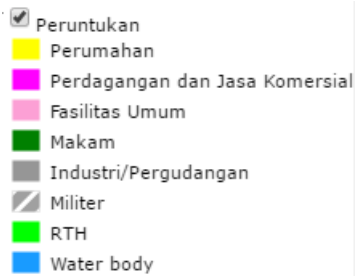 Peruntukan
Perumahan
Perdagangan dan Jasa Komersial
Fasilitas Umum
Makam
Industri/Pergudangan
Militer
RTH
Water body